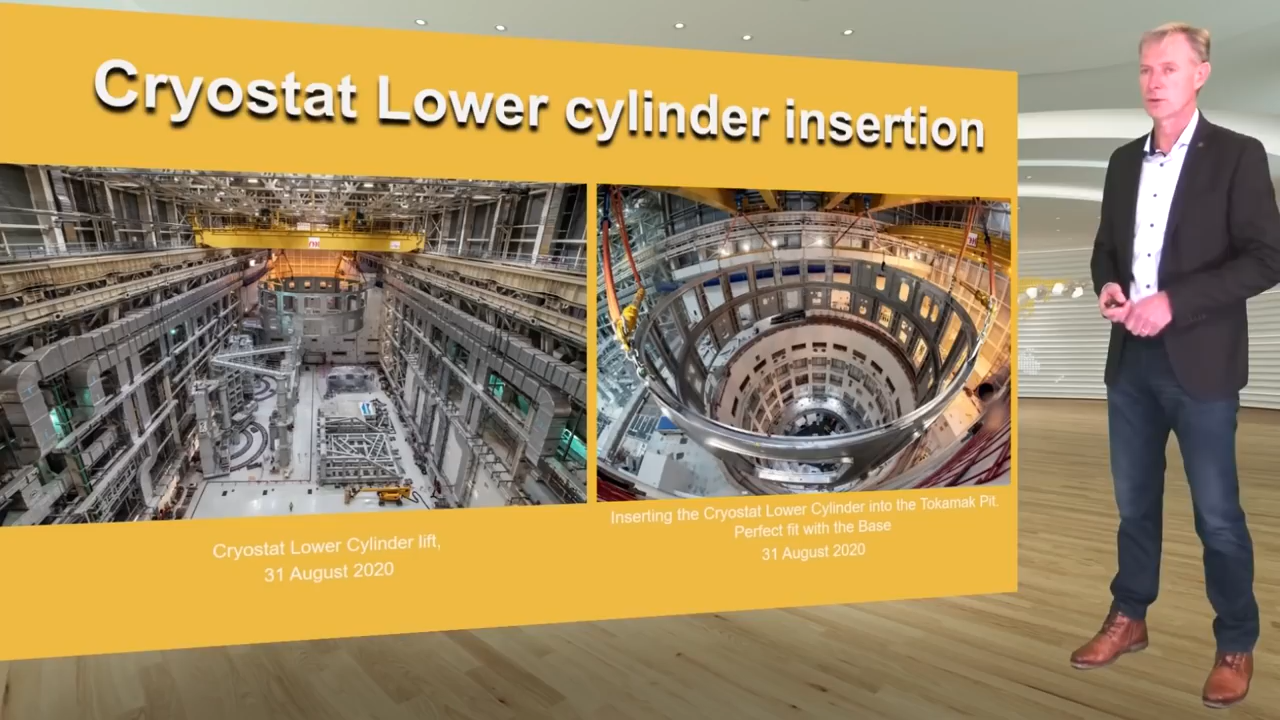 Cryostat Lower cylinder insertion
Cryostat Lower Cylinder lift,
31 August 2020
Inserting the Cryostat Lower Cylinder into the Tokamak Pit.
Perfect fit with the Base
31 August 2020